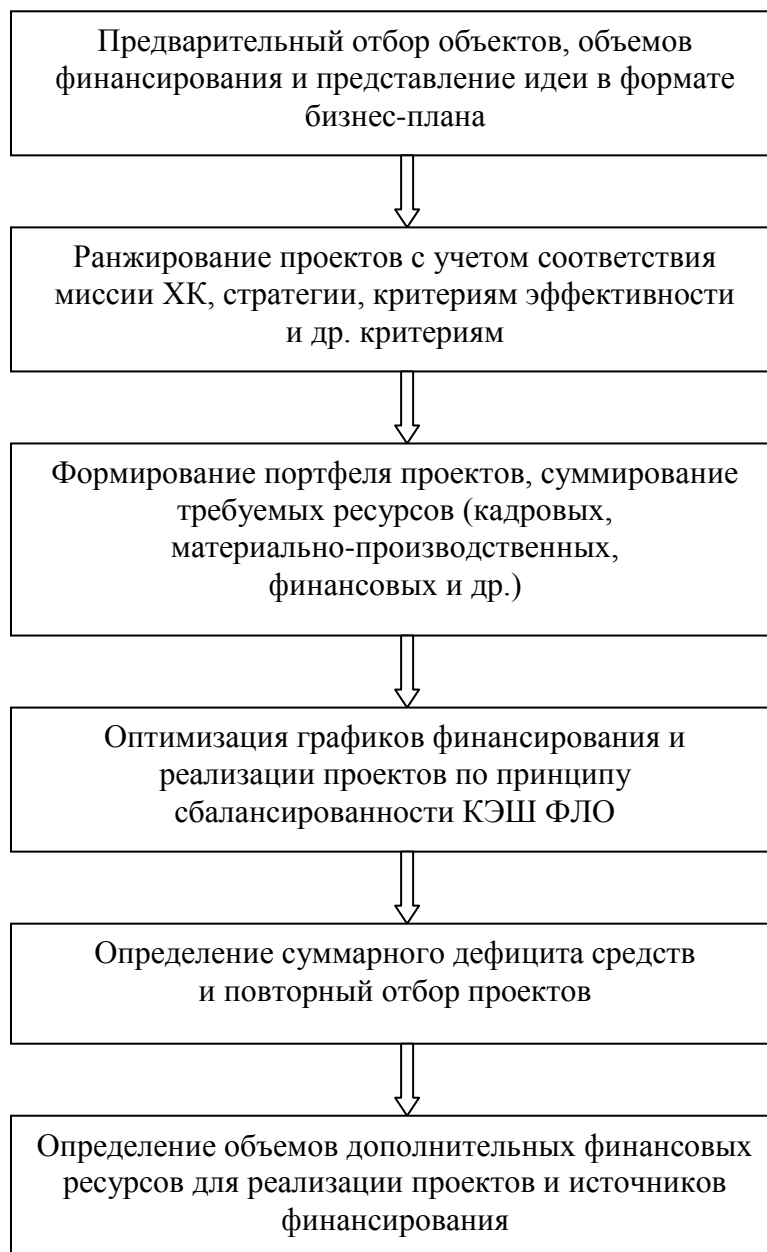 Предварительный отбор объектов, объемов
финансирования и представление идеи в формате
бизнес-плана
Ранжирование проектов с учетом соответствия
миссии ХК, стратегии, критериям эффективности
и др. критериям
Формирование портфеля проектов, суммирование
требуемых ресурсов (кадровых,
материально-производственных,
финансовых и др.)
Оптимизация графиков финансирования и
реализации проектов по принципу
сбалансированности КЭШ ФЛО
Определение суммарного дефицита средств
и повторный отбор проектов
Определение объемов дополнительных финансовых
ресурсов для реализации проектов и источников
финансирования